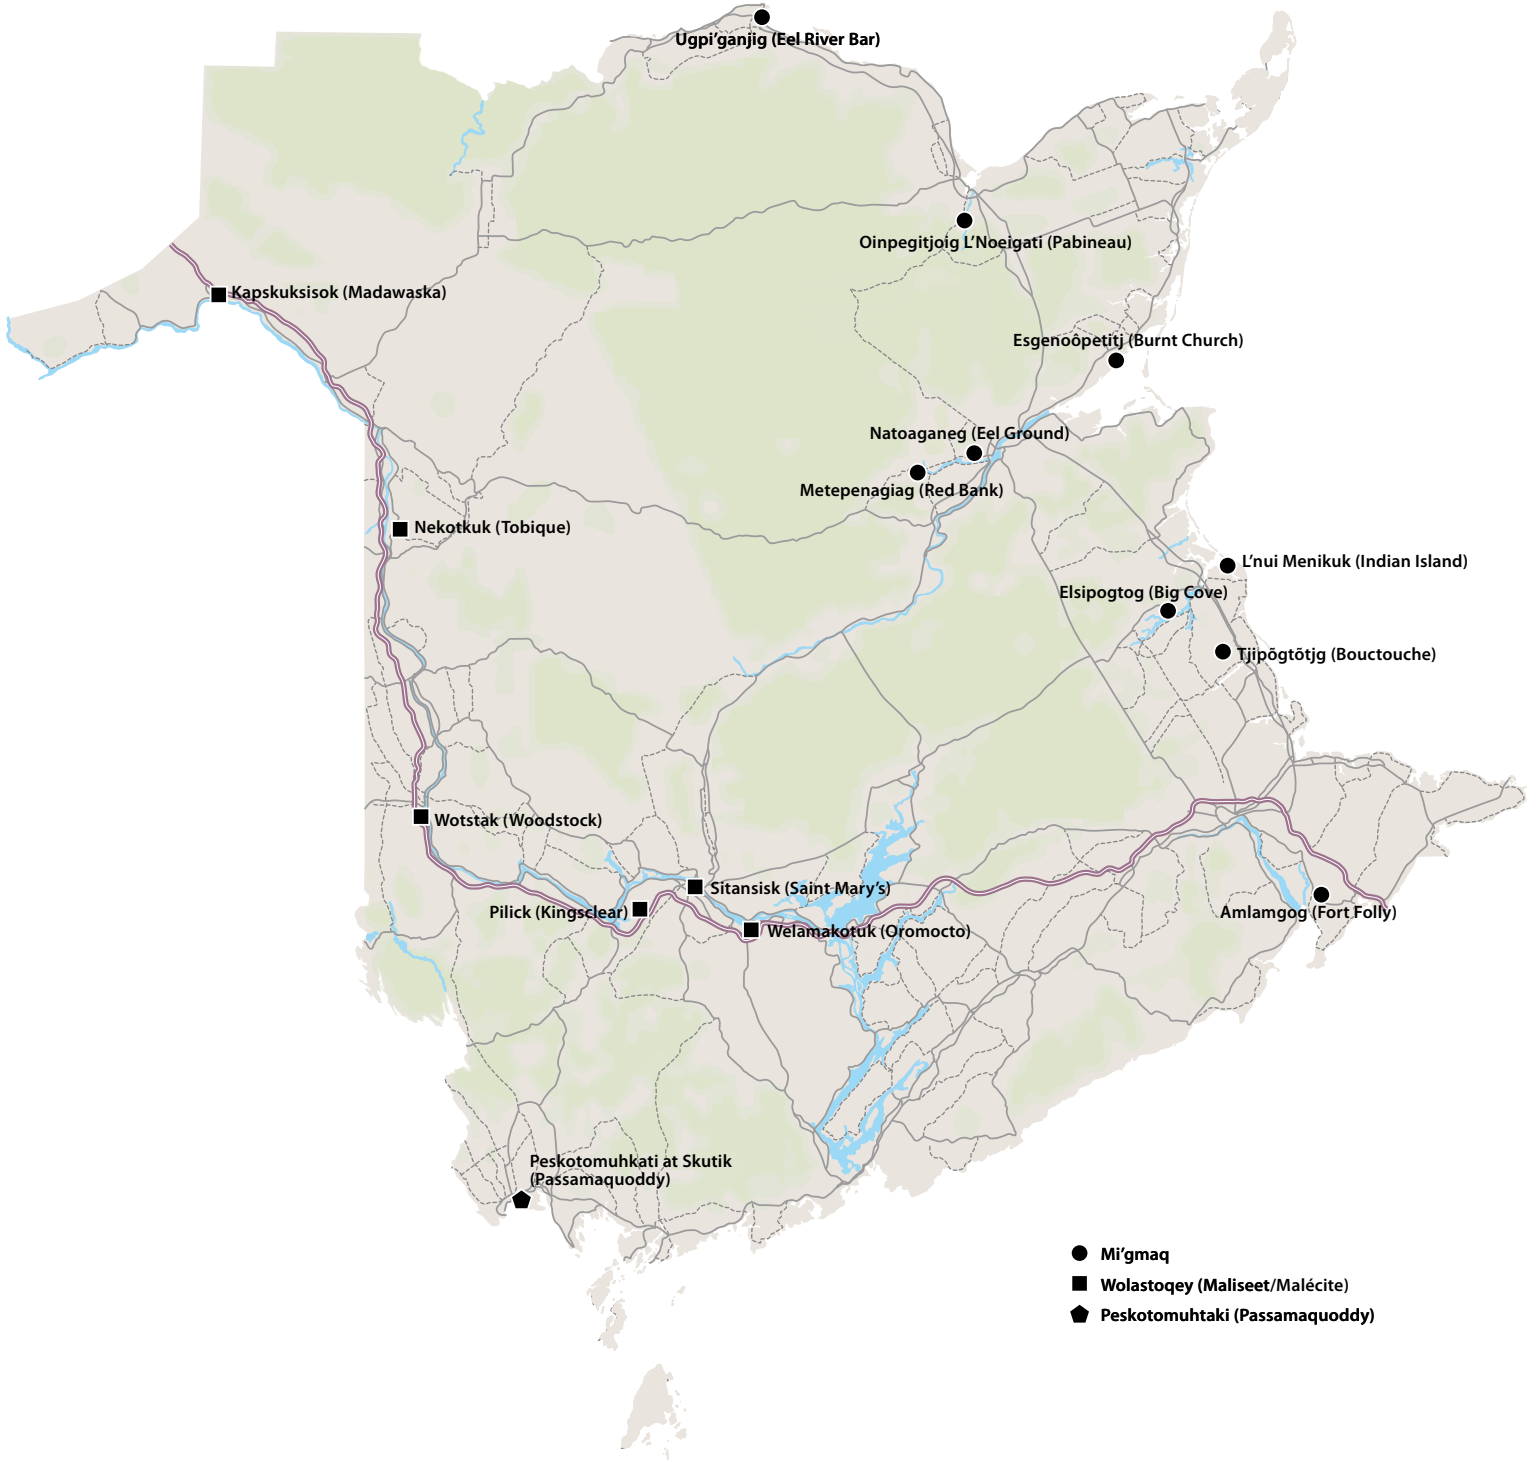 Ugpi’ganjig (Eel River Bar)
Oinpegitjoig L’Noeigati (Pabineau)
Kapskuksisok (Madawaska)
Esgenoôpetitj (Burnt Church)
Natoaganeg (Eel Ground)
Metepenagiag (Red Bank)
Nekotkuk (Tobique)
L’nui Menikuk (Indian Island)
Elsipogtog (Big Cove)
Tjipõgtõtjg (Bouctouche)
Wotstak (Woodstock)
Sitansisk (Saint Mary’s)
Pilick (Kingsclear)
Amlamgog (Fort Folly)
Welamakotuk (Oromocto)
Peskotomuhkati at Skutik
(Passamaquoddy)
Mi’gmaq
Wolastoqey (Maliseet/Malécite)
Peskotomuhtaki (Passamaquoddy)